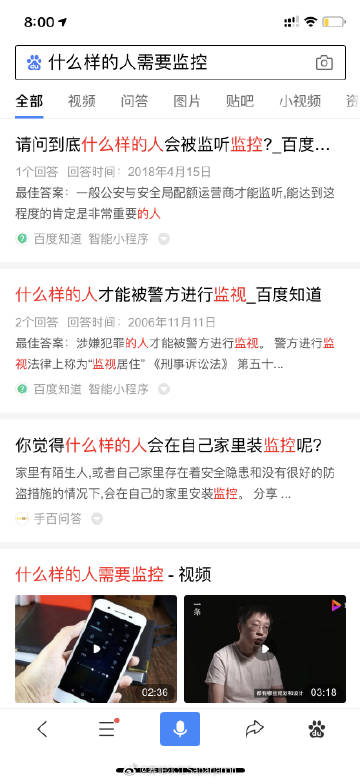 8:00
什么样的人需要监控
全部 视频 问答 图片 贴吧 小视频 资
请问到底什么样的人会被监听监控?_百度...
1个回答 回答时间：2018年4月15日
最佳答案：一般公安与安全局配额运营商才能监听,能达到这
程度的肯定是非常重要的人
百度知道 智能小程序
什么样的人才能被警方进行监视_百度知道
2个回答 回答时间：2006年11月11日
最佳答案：涉嫌犯罪的人才能被警方进行监视。 警方进行监
视法律上称为“监视居住” 《刑事诉讼法》 第五十...
百度知道 智能小程序
你觉得什么样的人会在自己家里装监控呢?
家里有陌生人,或者自己家里存在着安全隐患和没有很好的防
盗措施的情况下,会在自己的家里安装监控。 分享 ...
手百问答
什么样的人需要监控 - 视频
一条
都有哪些规则和设计
02:36
03:18